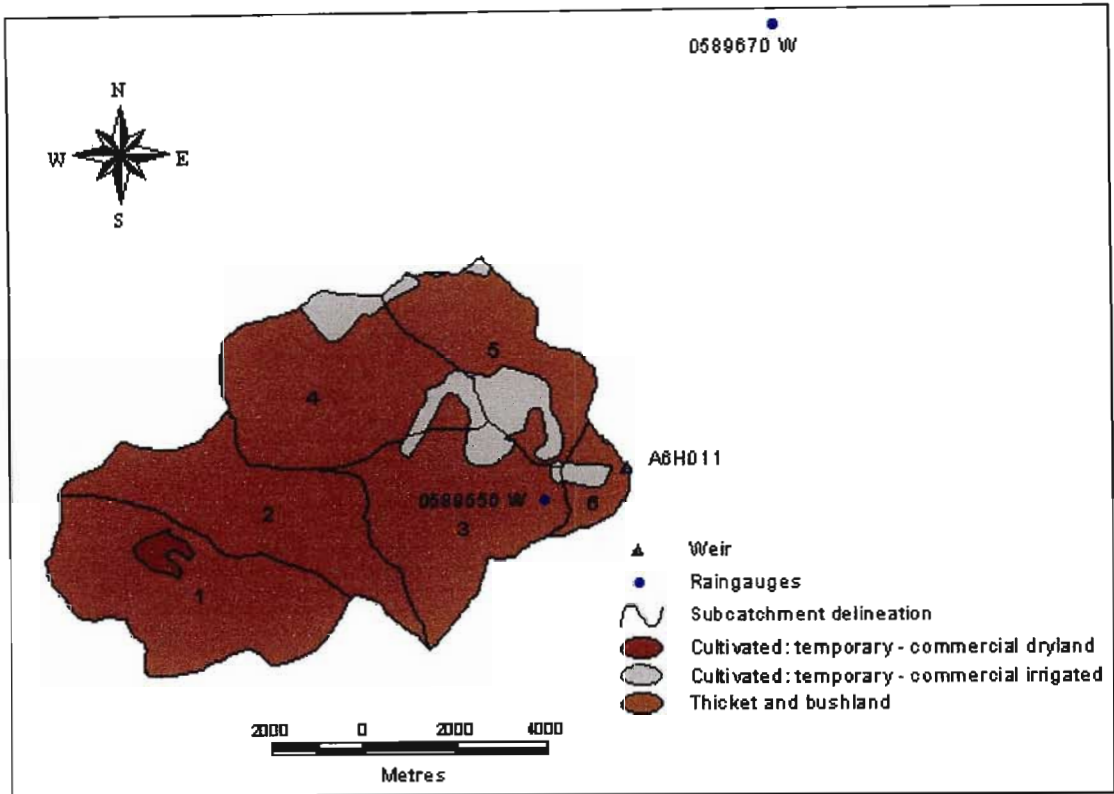 0589670 W
N
W E
S
5
4
A6H011
2
3
6
1
Weir
Raingauges
Subcatchment delineation
Cultivated: temporary - commercial dryland
Cultivated: temporary - commercial irrigated
Thicket and bushland
2000 0 2000 4000
Metres